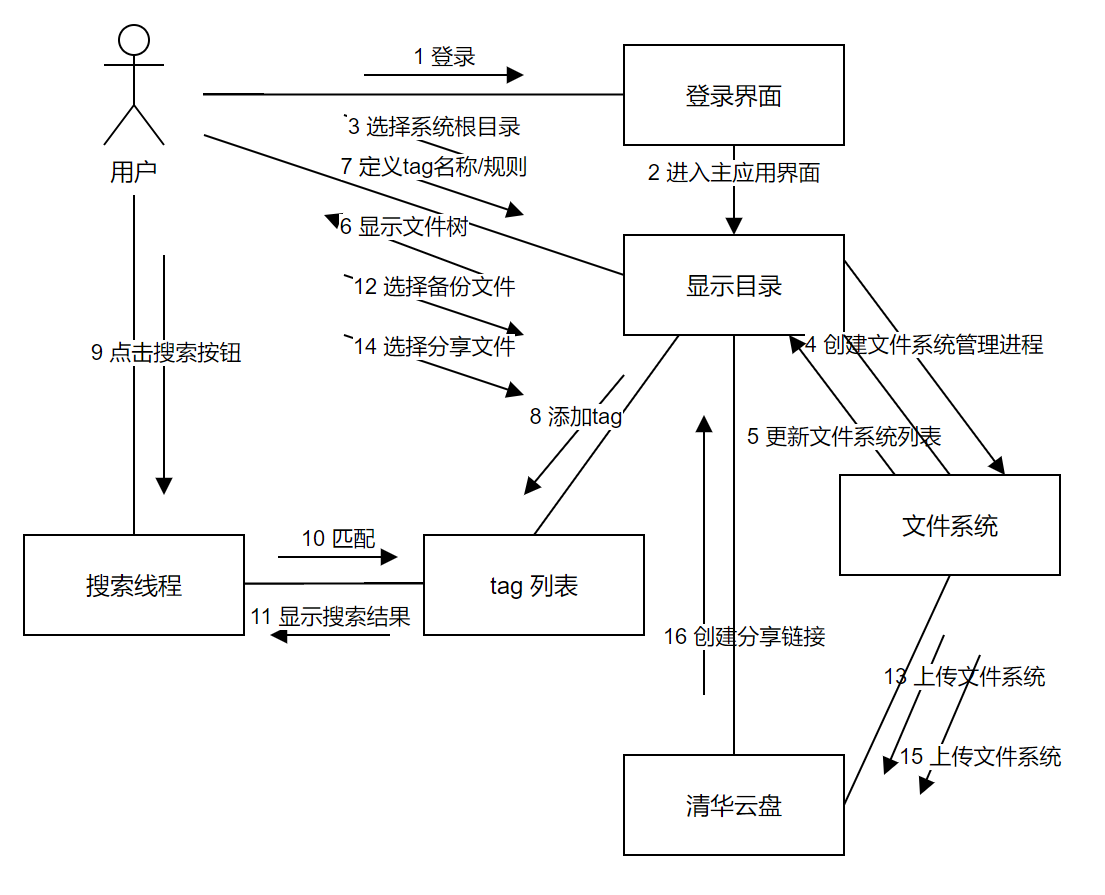 1 登录
登录界面
3 选择系统根目录
用户
7 定义tag名称/规则
2 进入主应用界面
6 显示文件树
12 选择备份文件
显示目录
14 选择分享文件
4 创建文件系统管理进程
9 点击搜索按钮
8 添加tag
5 更新文件系统列表
文件系统
10 匹配
搜索线程
tag 列表
11 显示搜索结果
16 创建分享链接
13 上传文件系统
15 上传文件系统
清华云盘